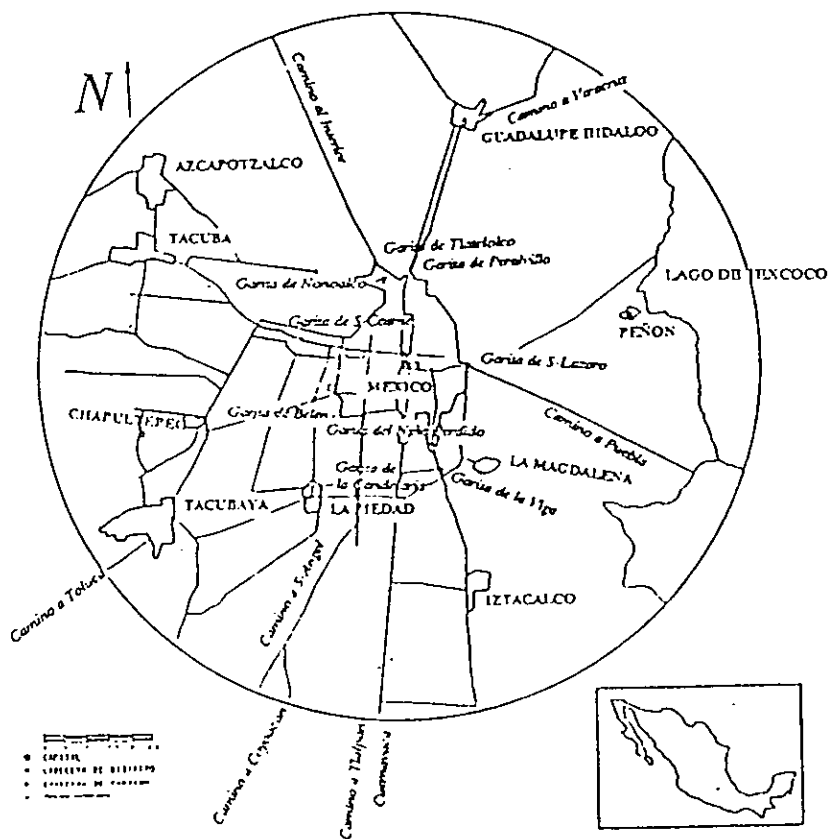 N
Camino al Interior
Camino a Veracruz
GUADALUPE HIDALGO
AZCAPOTZALCO
TACUBA
Garita de Tlatelolco
Garita de Peralvillo
Garita de Nonoalco
LAGO DE TEXCOCO
PEÑON
Garita de S. Cosme
Garita de S. Lazaro
MEXICO
CHAPULTEPEC
Garita de Belen
Garita del Niño Perdido
Camino a Puebla
Garita de
la Candelaria
LA MAGDALENA
Garita de la Viga
TACUBAYA
LA PIEDAD
Camino a Toluca
Camino a S. Angel
IZTACALCO
Camino a Coyoacan
Camino a Tlalpan
Cuernavaca
CAPITAL